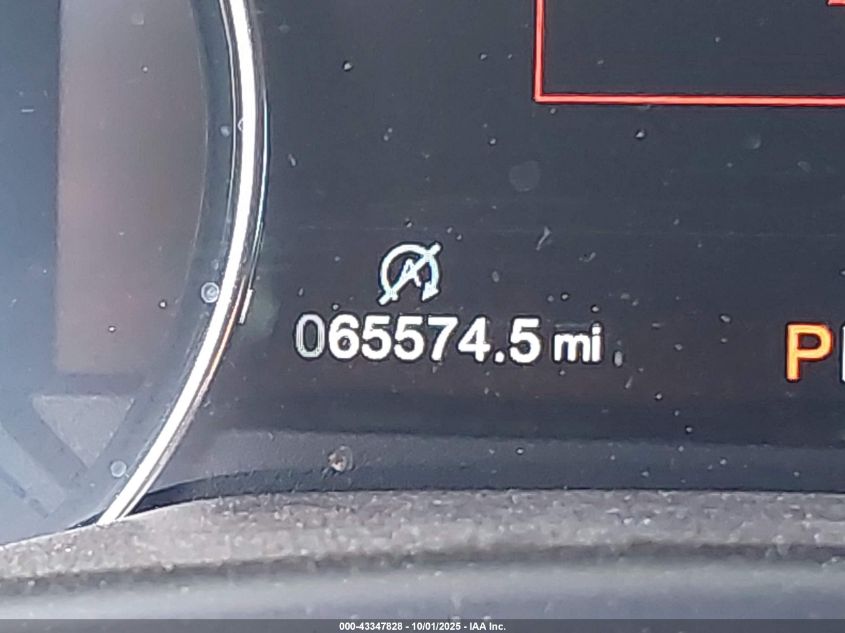 A
065574.5 mi
P
000-43347828 - 10/01/2025 - IAA Inc.